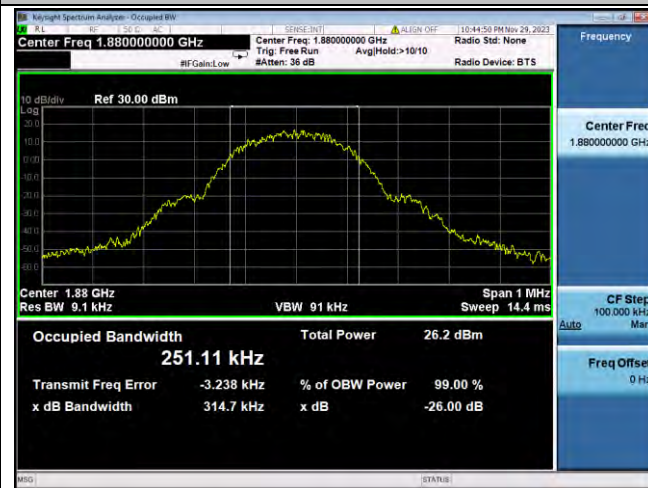 Keysight Spectrum Analyzer - Occupied BW
RL RF 50 Ω AC SENSE:INT ALIGN OFF 10:44:50 PM Nov 29, 2023
Center Freq 1.880000000 GHz
Center Freq: 1.880000000 GHz Radio Std: None
Trig: Free Run Avg|Hold:>10/10
#IFGain:Low #Atten: 36 dB Radio Device: BTS
Frequency
10 dB/div Ref 30.00 dBm
Log
20.0
10.0
0.00
-10.0
-20.0
-30.0
-40.0
-50.0
-60.0
Center 1.88 GHz Span 1 MHz
Res BW 9.1 kHz VBW 91 kHz Sweep 14.4 ms
Occupied Bandwidth Total Power 26.2 dBm
251.11 kHz
Transmit Freq Error -3.238 kHz % of OBW Power 99.00 %
x dB Bandwidth 314.7 kHz x dB -26.00 dB
Center Freq
1.880000000 GHz
CF Step
100.000 kHz
Auto Man
Freq Offset
0 Hz
MSG STATUS